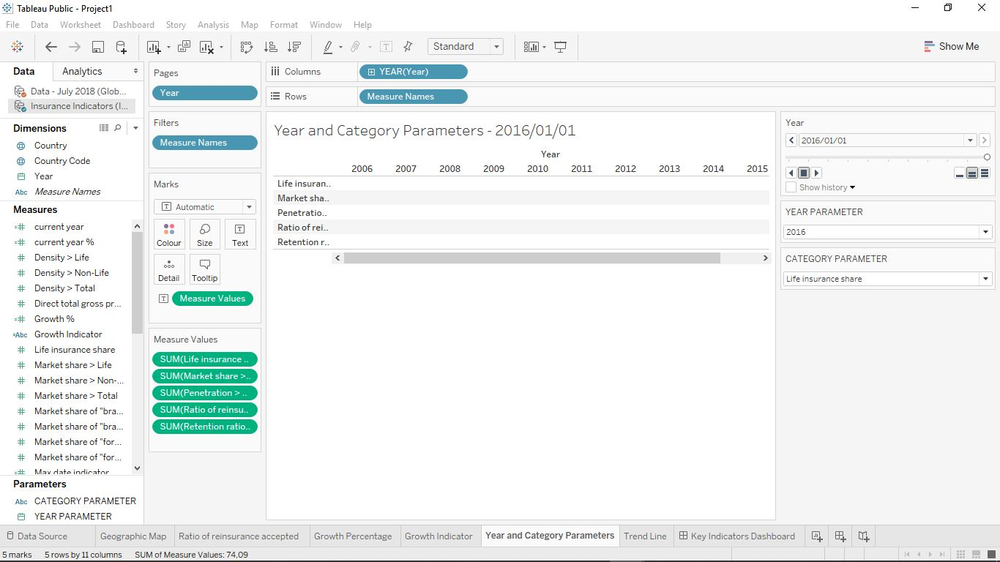 Tableau Public - Project1
File Data Worksheet Dashboard Story Analysis Map Format Window Help
Standard
Show Me
Data Analytics
Data - July 2018 (Glob...
Insurance Indicators (I...
Dimensions
Country
Country Code
Year
Abc Measure Names
Measures
current year
current year %
Density > Life
Density > Non-Life
Density > Total
Direct total gross pr...
Growth %
=Abc Growth Indicator
Life insurance share
Market share > Life
Market share > Non-...
Market share > Total
Market share of "bra...
Market share of "bra...
Market share of "for...
Market share of "for...
Max date indicator
Parameters
Abc CATEGORY PARAMETER
YEAR PARAMETER
Pages
Year
Filters
Measure Names
Marks
T Automatic
Colour Size T Text
Detail Tooltip
T Measure Values
Measure Values
SUM(Life insurance ..
SUM(Market share >..
SUM(Penetration > ..
SUM(Ratio of reinsu..
SUM(Retention ratio..
Columns YEAR(Year)
Rows Measure Names
Year and Category Parameters - 2016/01/01
Year
2006 2007 2008 2009 2010 2011 2012 2013 2014 2015
Life insuran..
Market sha..
Penetratio..
Ratio of rei..
Retention r..
Year
2016/01/01
Show history
YEAR PARAMETER
2016
CATEGORY PARAMETER
Life insurance share
Data Source Geographic Map Ratio of reinsurance accepted Growth Percentage Growth Indicator Year and Category Parameters Trend Line Key Indicators Dashboard
5 marks 5 rows by 11 columns SUM of Measure Values: 74,09